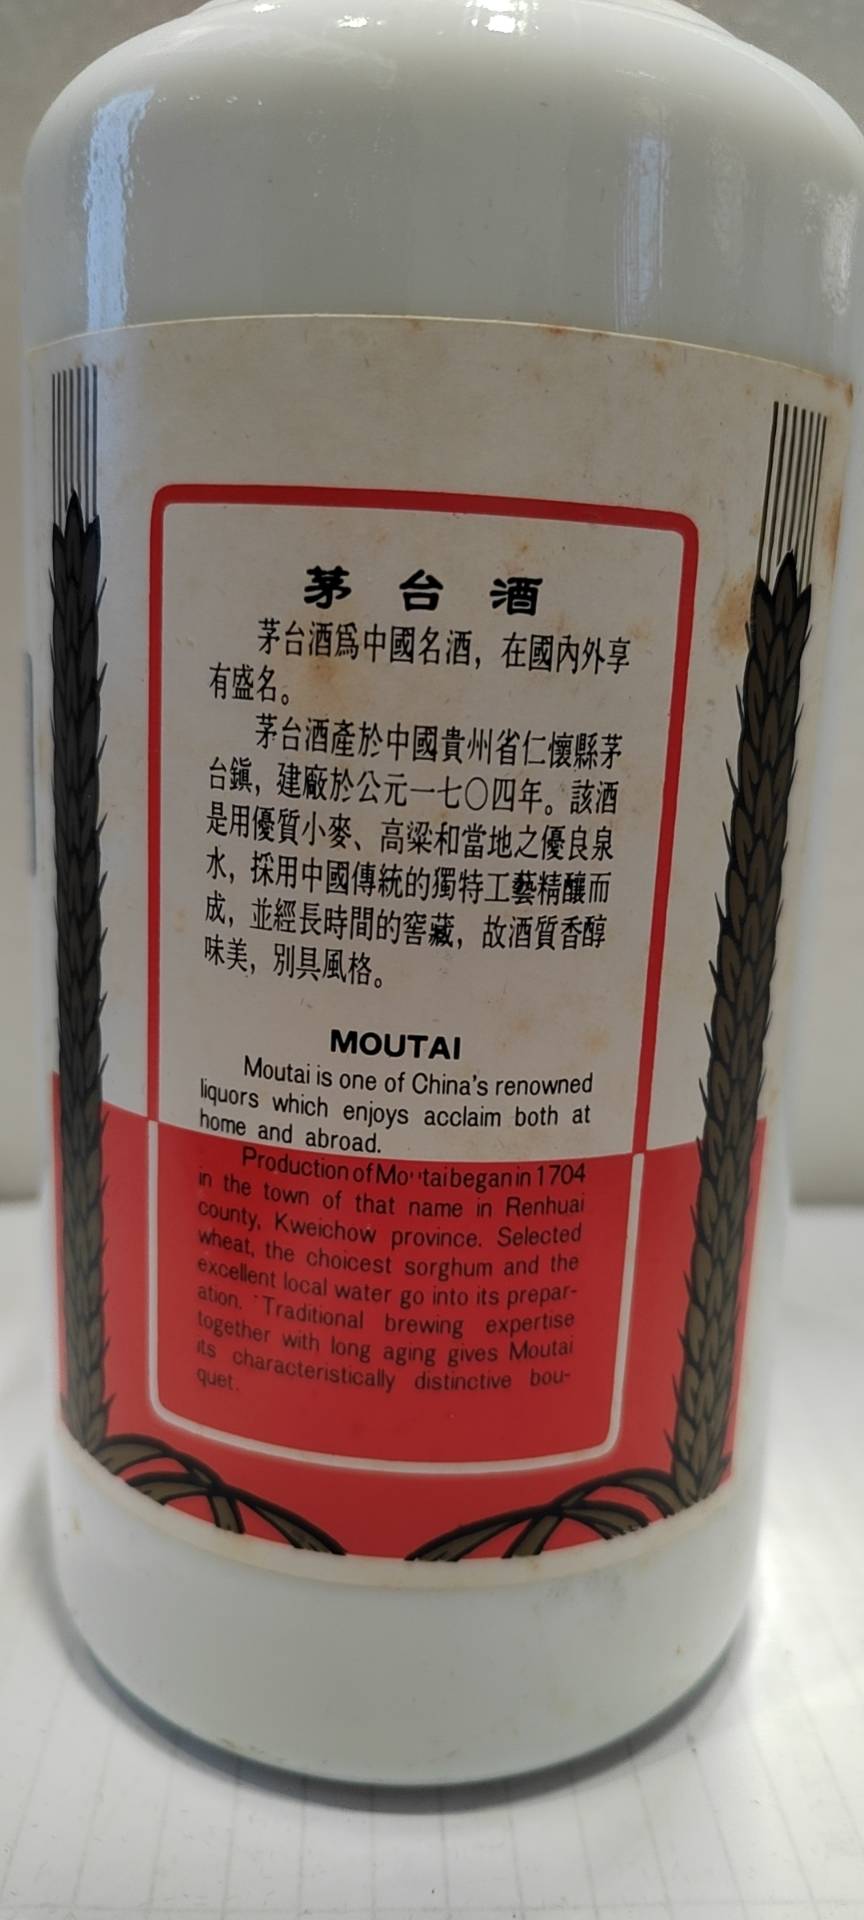 茅台酒
茅台酒爲中國名酒，在國內外享
有盛名。
茅台酒產於中國貴州省仁懷縣茅
台鎮，建廠於公元一七〇四年。該酒
是用優質小麥、高粱和當地之優良泉
水，採用中國傳統的獨特工藝精釀而
成，並經長時間的窖藏，故酒質香醇
味美，別具風格。
MOUTAI
Moutai is one of China's renowned
liquors which enjoys acclaim both at
home and abroad.
Production of Moutai began in 1704
in the town of that name in Renhuai
county, Kweichow province. Selected
wheat, the choicest sorghum and the
excellent local water go into its prepar-
ation. Traditional brewing expertise
together with long aging gives Moutai
its characteristically distinctive bou-
quet.